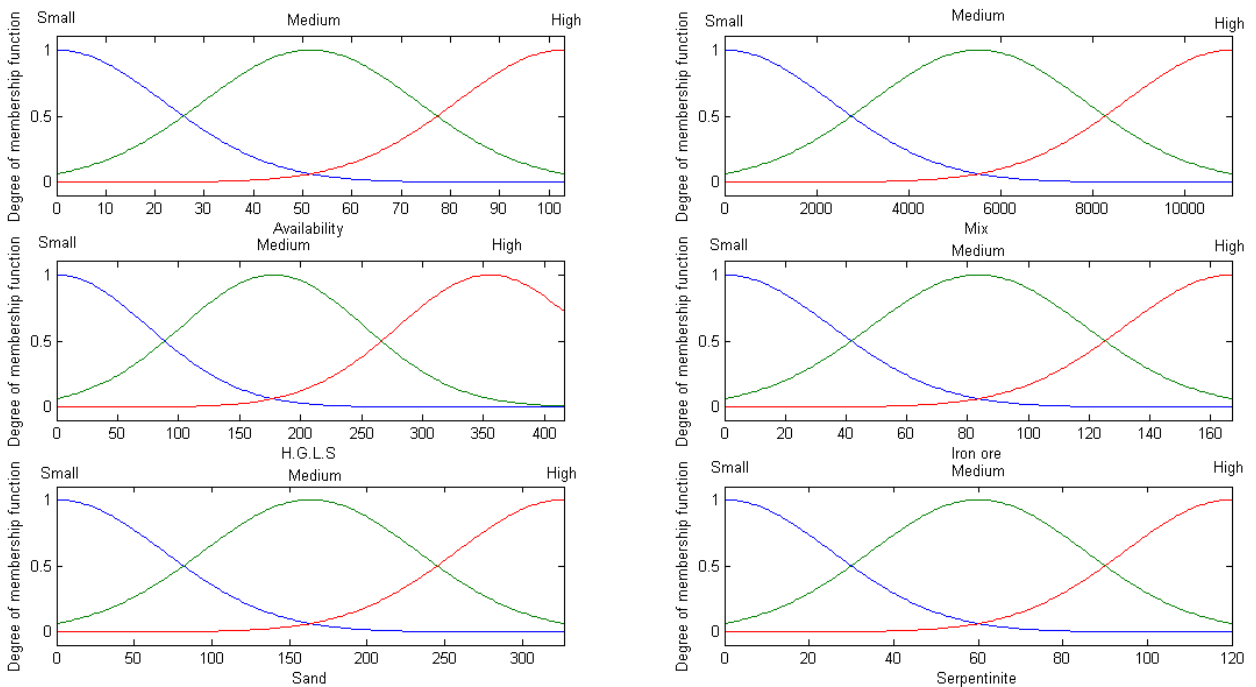 Small Medium High
Degree of membership function
1
0.5
0
0 10 20 30 40 50 60 70 80 90 100
Availability
Small Medium High
Degree of membership function
1
0.5
0
0 2000 4000 6000 8000 10000
Mix
Small Medium High
Degree of membership function
1
0.5
0
0 50 100 150 200 250 300 350 400
H.G.L.S
Small Medium High
Degree of membership function
1
0.5
0
0 20 40 60 80 100 120 140 160
Iron ore
Small Medium High
Degree of membership function
1
0.5
0
0 50 100 150 200 250 300
Sand
Small Medium High
Degree of membership function
1
0.5
0
0 20 40 60 80 100 120
Serpentinite